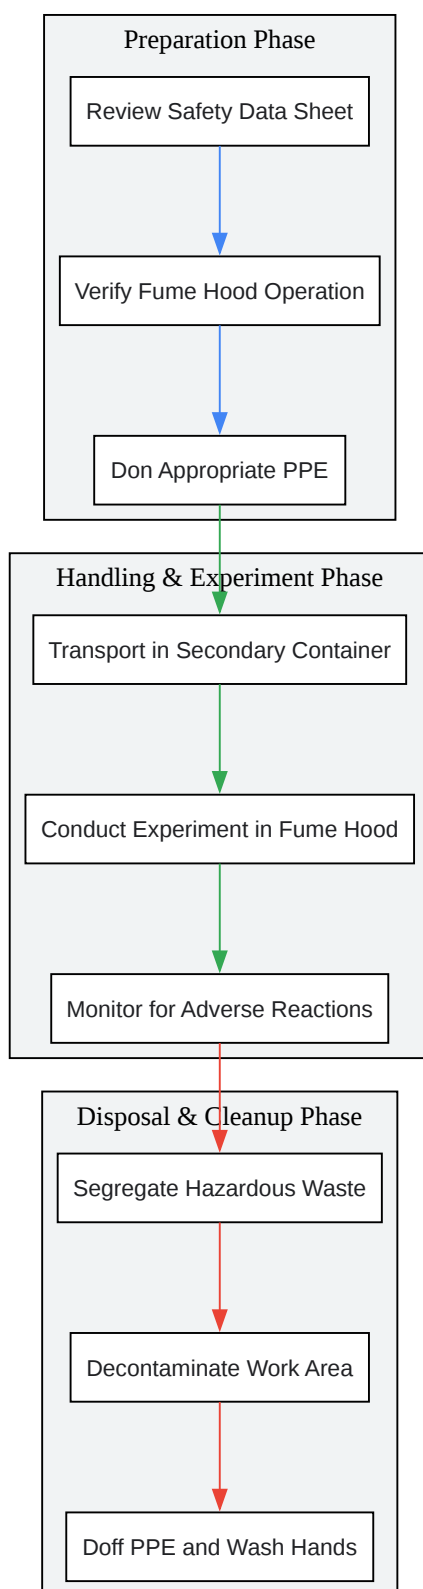 Preparation Phase
Review Safety Data Sheet
Verify Fume Hood Operation
Don Appropriate PPE
Handling & Experiment Phase
Transport in Secondary Container
Conduct Experiment in Fume Hood
Monitor for Adverse Reactions
Disposal & Cleanup Phase
Segregate Hazardous Waste
Decontaminate Work Area
Doff PPE and Wash Hands